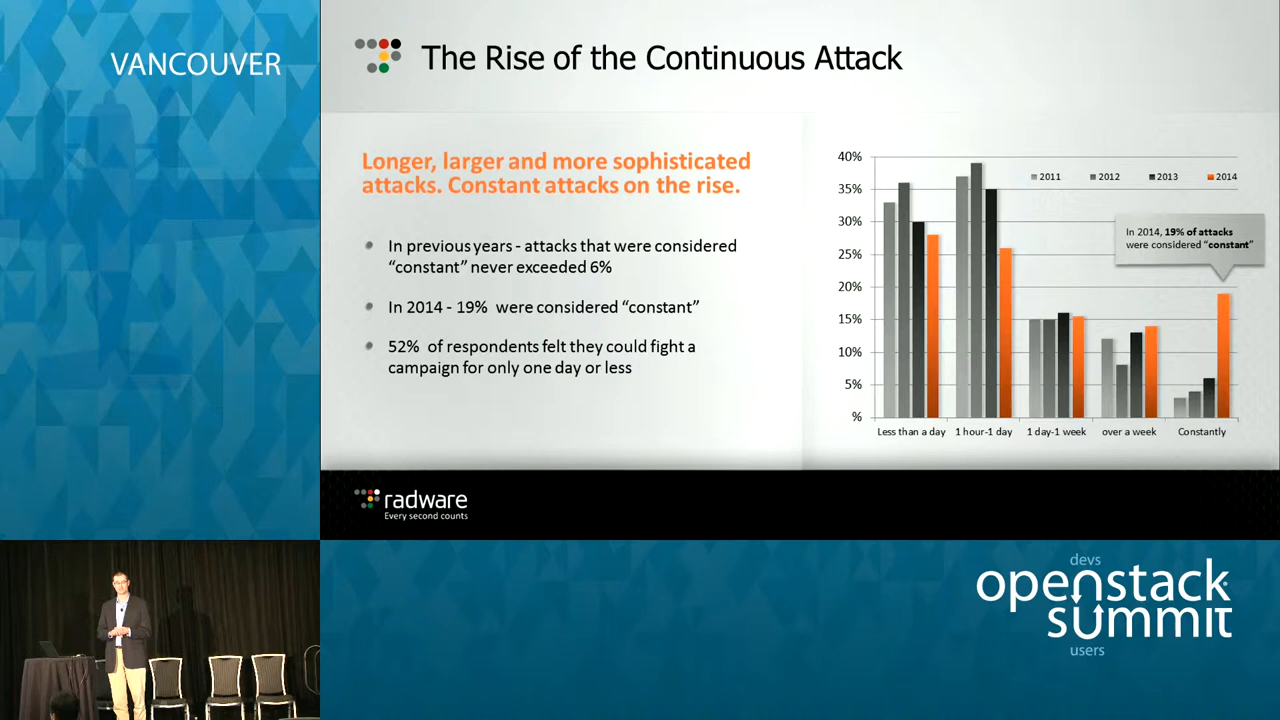 VANCOUVER
The Rise of the Continuous Attack
Longer, larger and more sophisticated
attacks. Constant attacks on the rise.
In previous years - attacks that were considered
“constant” never exceeded 6%
In 2014 - 19% were considered “constant”
52% of respondents felt they could fight a
campaign for only one day or less
40%
35%
30%
25%
20%
15%
10%
5%
%
2011 2012 2013 2014
In 2014, 19% of attacks
were considered “constant”
Less than a day 1 hour-1 day 1 day-1 week over a week Constantly
radware
Every second counts
devs
openstack
summit
users